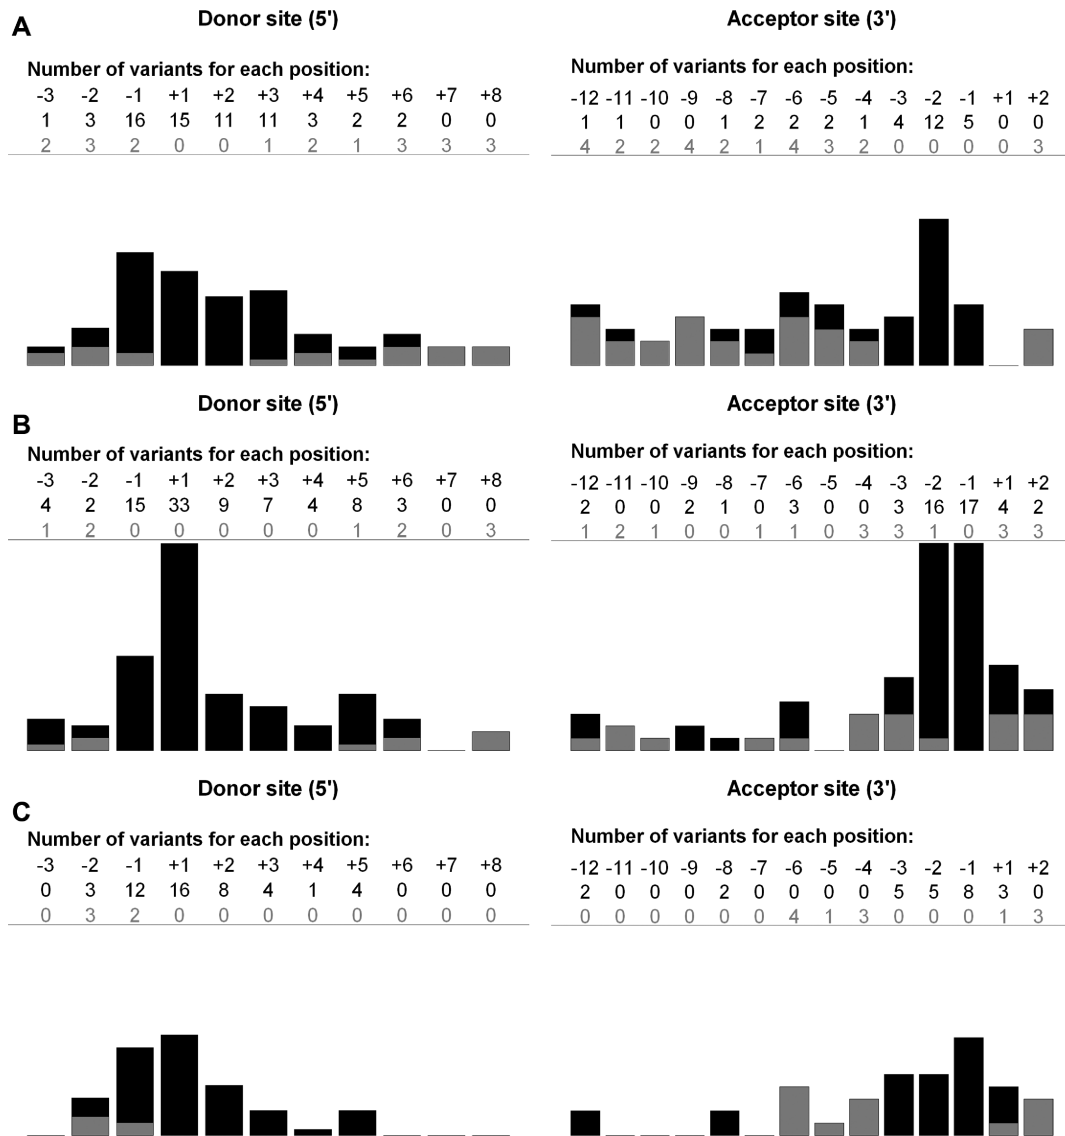 A
Donor site (5')
Number of variants for each position:
-3 -2 -1 +1 +2 +3 +4 +5 +6 +7 +8
1 3 16 15 11 11 3 2 2 0 0
2 3 2 0 0 1 2 1 3 3 3
Acceptor site (3')
Number of variants for each position:
-12 -11 -10 -9 -8 -7 -6 -5 -4 -3 -2 -1 +1 +2
1 1 0 0 1 2 2 2 1 4 12 5 0 0
4 2 2 4 2 1 4 3 2 0 0 0 0 3
B
Donor site (5')
Number of variants for each position:
-3 -2 -1 +1 +2 +3 +4 +5 +6 +7 +8
4 2 15 33 9 7 4 8 3 0 0
1 2 0 0 0 0 0 1 2 0 3
Acceptor site (3')
Number of variants for each position:
-12 -11 -10 -9 -8 -7 -6 -5 -4 -3 -2 -1 +1 +2
2 0 0 2 1 0 3 0 0 3 16 17 4 2
1 2 1 0 0 1 1 0 3 3 1 0 3 3
C
Donor site (5')
Number of variants for each position:
-3 -2 -1 +1 +2 +3 +4 +5 +6 +7 +8
0 3 12 16 8 4 1 4 0 0 0
0 3 2 0 0 0 0 0 0 0 0
Acceptor site (3')
Number of variants for each position:
-12 -11 -10 -9 -8 -7 -6 -5 -4 -3 -2 -1 +1 +2
2 0 0 0 2 0 0 0 0 5 5 8 3 0
0 0 0 0 0 0 4 1 3 0 0 0 1 3